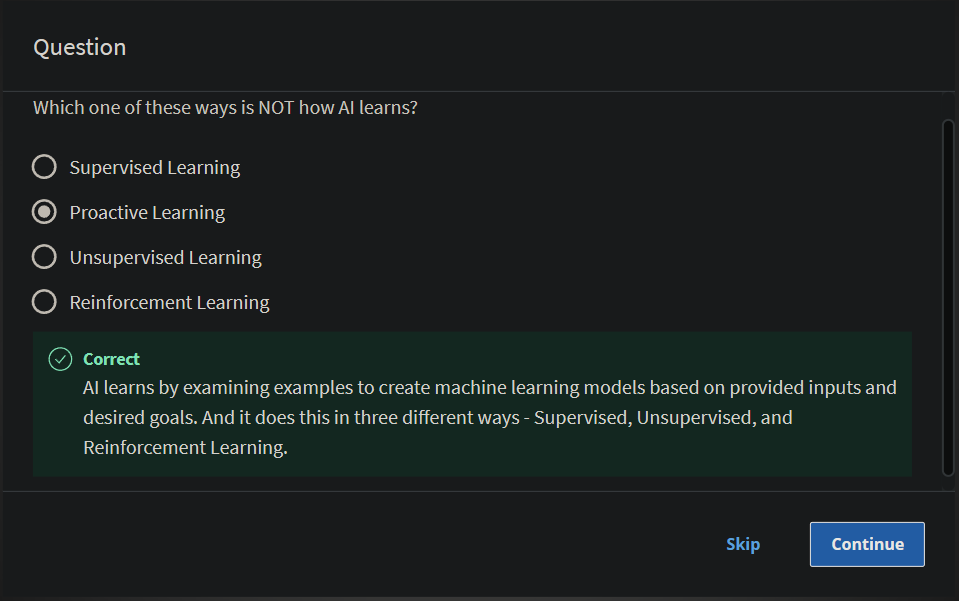 Question
Which one of these ways is NOT how AI learns?
Supervised Learning
Proactive Learning
Unsupervised Learning
Reinforcement Learning
Correct
AI learns by examining examples to create machine learning models based on provided inputs and
desired goals. And it does this in three different ways - Supervised, Unsupervised, and
Reinforcement Learning.
Skip
Continue